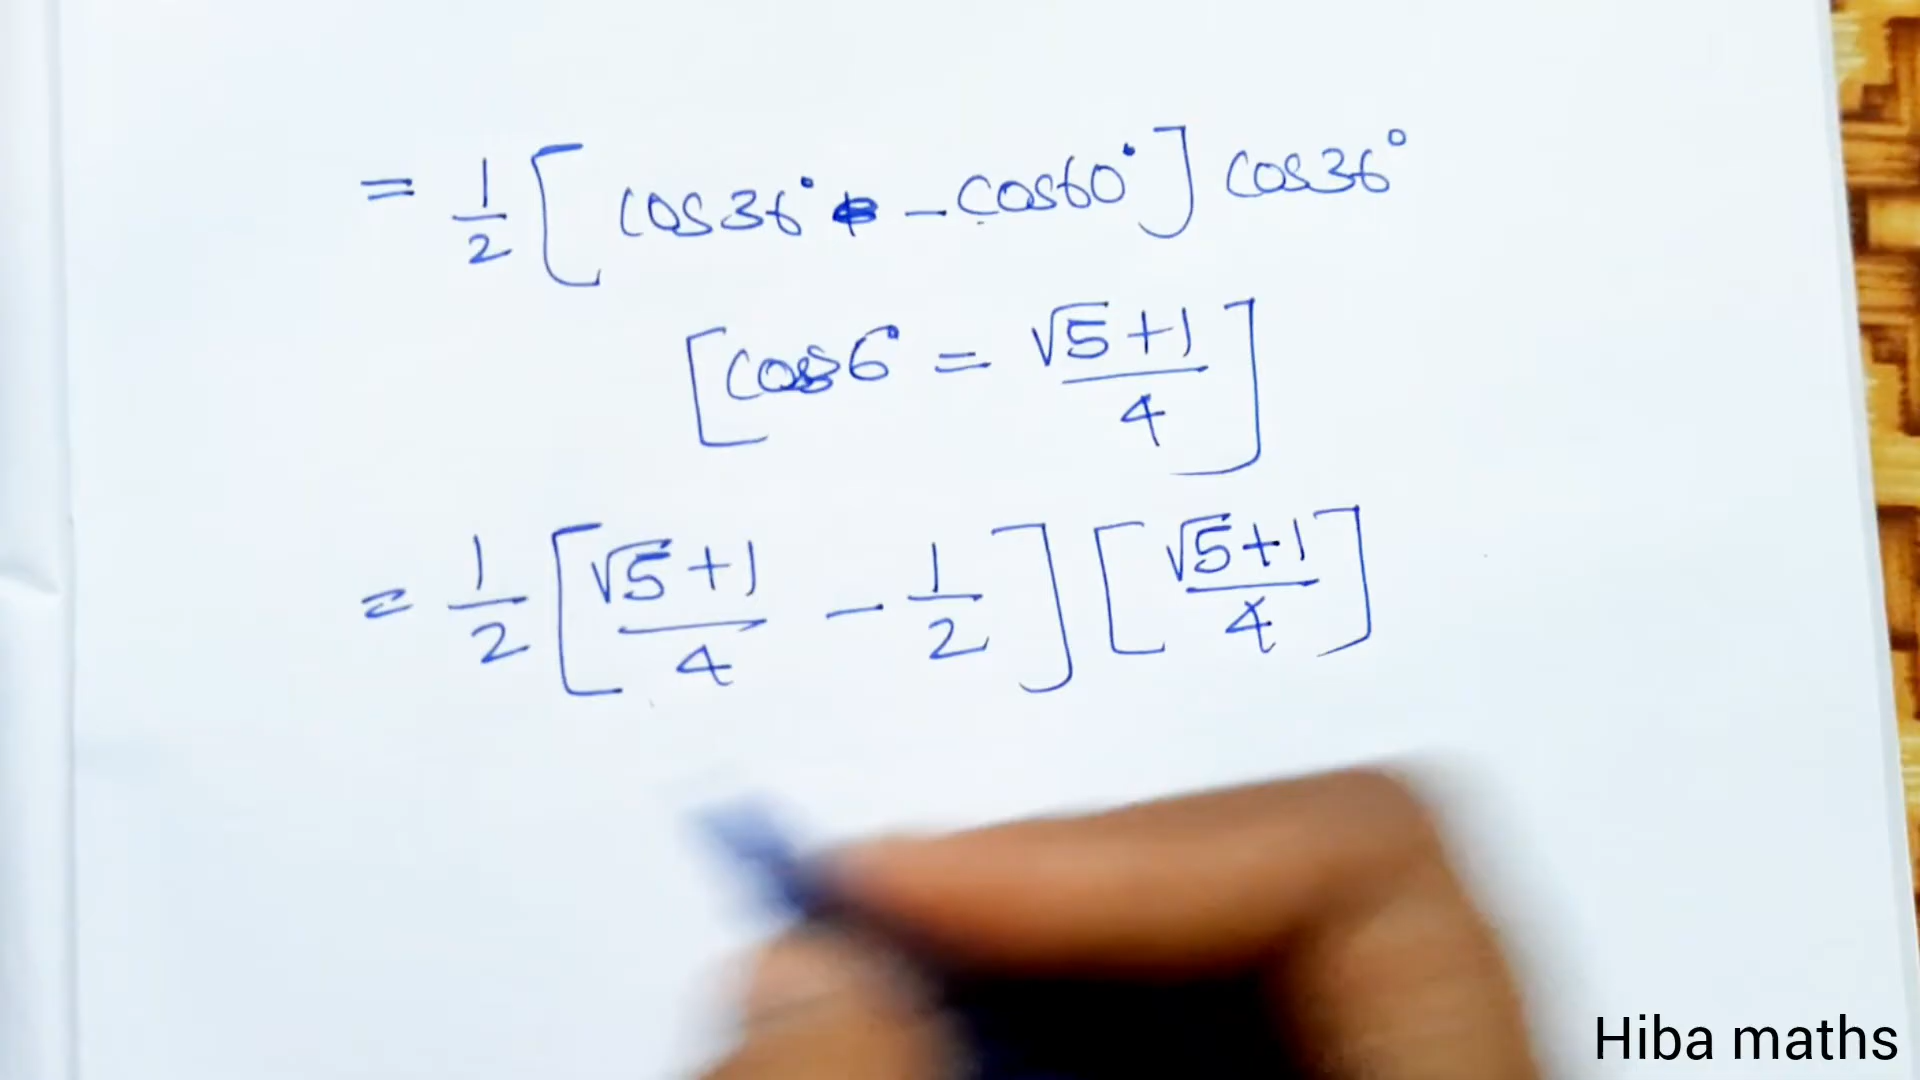 = 1/2 [cos36° - cos60°] cos36°
[cos36° = √5+1/4]
= 1/2 [√5+1/4 - 1/2] [√5+1/4]
Hiba maths